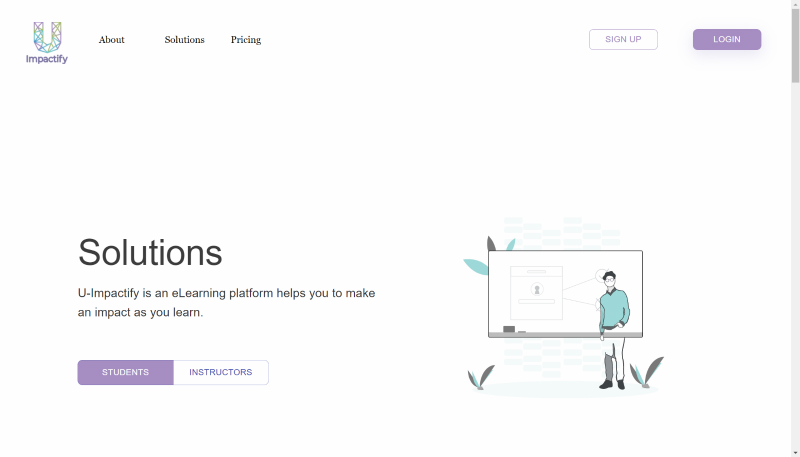 U
Impactify
About
Solutions
Pricing
SIGN UP
LOGIN
Solutions
U-Impactify is an eLearning platform helps you to make
an impact as you learn.
STUDENTS
INSTRUCTORS